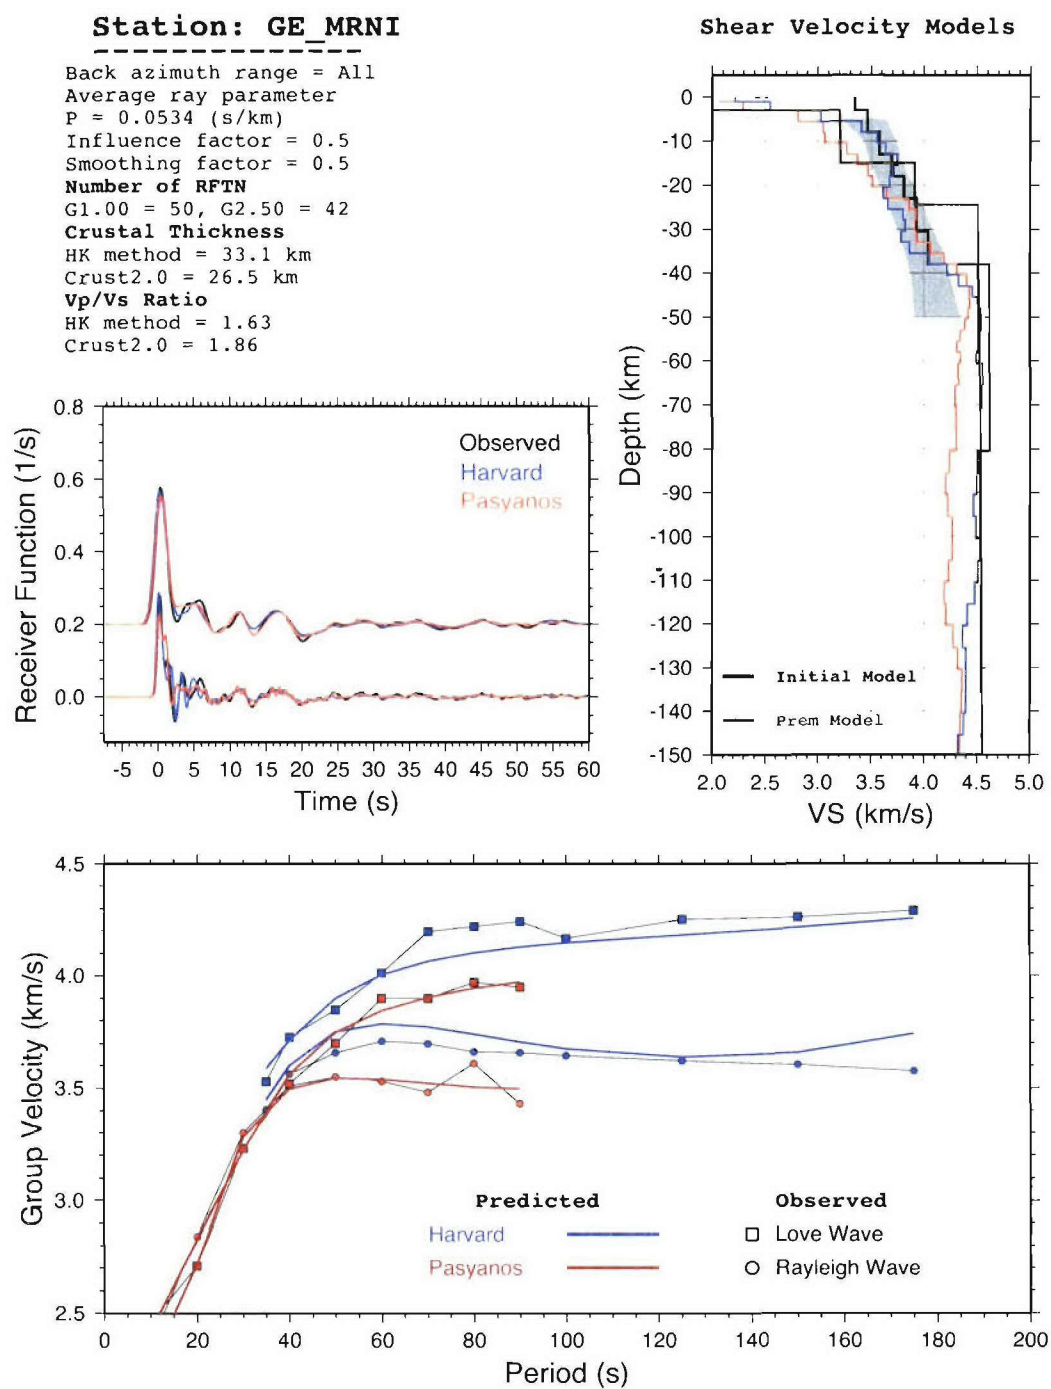 Station: GE_MRNI
Back azimuth range = All
Average ray parameter
P = 0.0534 (s/km)
Influence factor = 0.5
Smoothing factor = 0.5
Number of RFTN
G1.00 = 50, G2.50 = 42
Crustal Thickness
HK method = 33.1 km
Crust2.0 = 26.5 km
Vp/Vs Ratio
HK method = 1.63
Crust2.0 = 1.86
Shear Velocity Models
0
-10
-20
-30
-40
-50
-60
-70
-80
-90
-100
-110
-120
-130
-140
-150
Depth (km)
Initial Model
Prem Model
2.0 2.5 3.0 3.5 4.0 4.5 5.0
VS (km/s)
0.8
0.6
0.4
0.2
0.0
Receiver Function (1/s)
Observed
Harvard
Pasyanos
-5 0 5 10 15 20 25 30 35 40 45 50 55 60
Time (s)
4.5
4.0
3.5
3.0
2.5
Group Velocity (km/s)
Predicted Observed
Harvard Love Wave
Pasyanos Rayleigh Wave
0 20 40 60 80 100 120 140 160 180 200
Period (s)